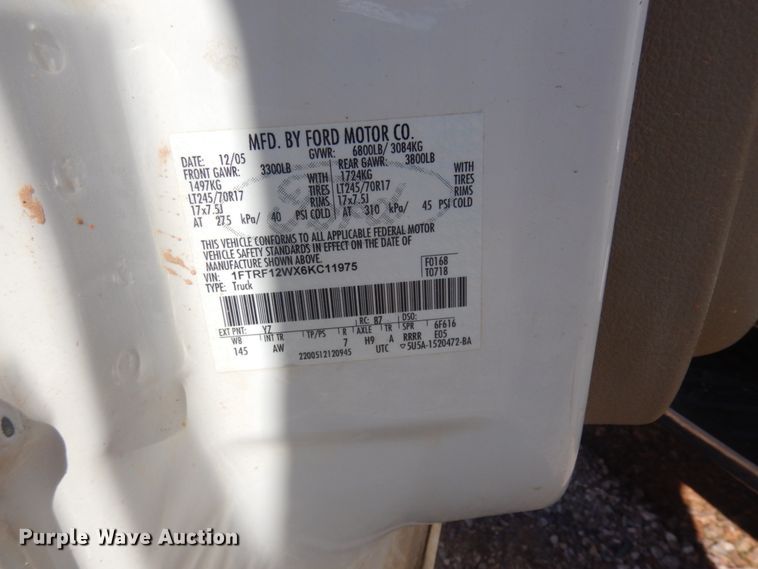 MFD. BY FORD MOTOR CO.
DATE: 12/05 GVWR: 6800LB/ 3084KG
FRONT GAWR: 3300LB REAR GAWR: 3800LB
1497KG WITH 1724KG WITH
LT245/70R17 TIRES LT245/70R17 TIRES
17x7.5J RIMS 17x7.5J RIMS
AT 275 kPa/ 40 PSI COLD AT 310 kPa/ 45 PSI COLD
THIS VEHICLE CONFORMS TO ALL APPLICABLE FEDERAL MOTOR
VEHICLE SAFETY STANDARDS IN EFFECT ON THE DATE OF
MANUFACTURE SHOWN ABOVE.
VIN: 1FTRF12WX6KC11975 F0168
TYPE: Truck T0718
EXT PNT: YZ RC: 87 DSO:
WB INT TR TP/PS R AXLE TR SPR 6F616
145 AW 7 H9 A RRRR E05
2200512120945 UTC ▽5U5A-1520472-BA
Purple Wave Auction